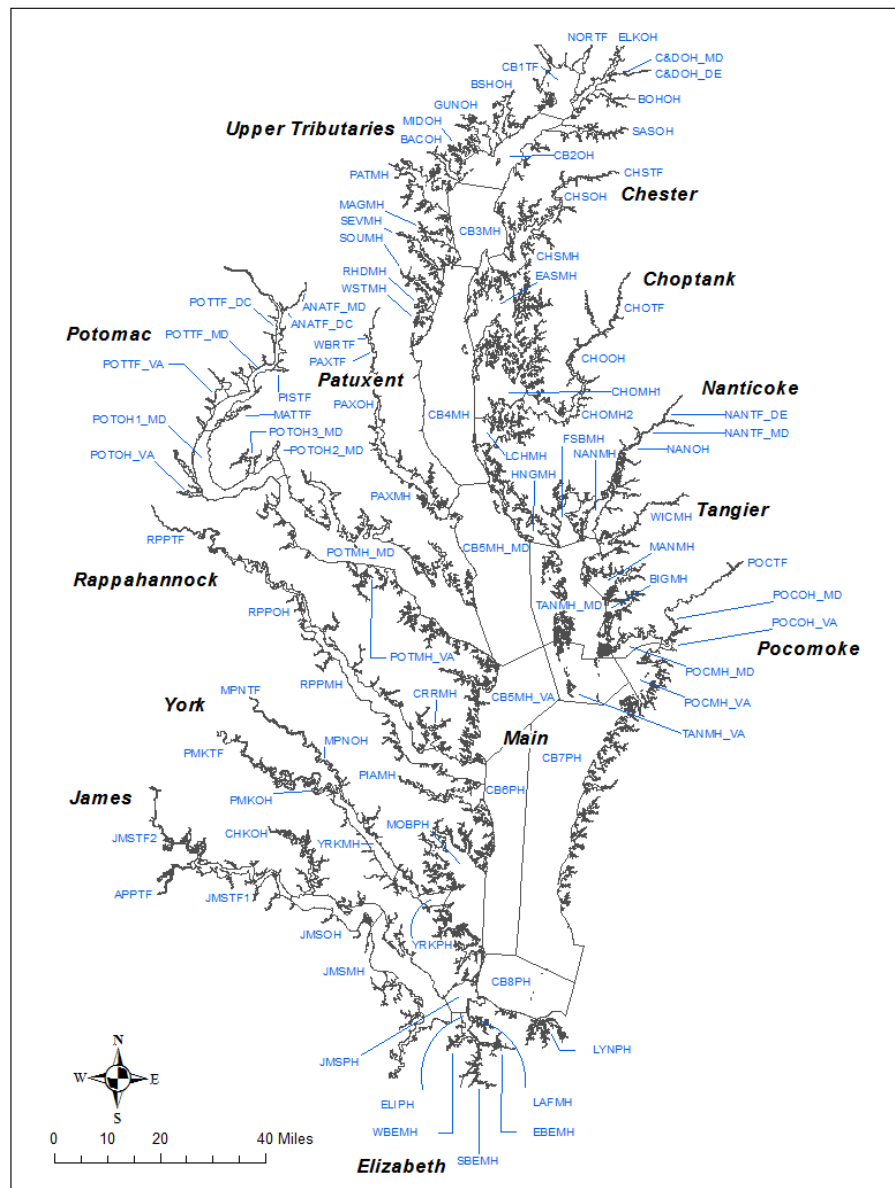 NORTF ELKOH
CB1TF
C&DOH_MD
C&DOH_DE
BSHOH
BOHOH
GUNOH
MIDOH
Upper Tributaries
BACOH
SASOH
CB2OH
PATMH
CHSTF
Chester
CHSOH
MAGMH
SEVMH
CB3MH
SOUMH
CHSMH
RHDMH
EASMH
WSTMH
Choptank
POTTF_DC
ANATF_MD
CHOTF
ANATF_DC
Potomac
POTTF_MD
WBRTF
PAXTF
CHOOH
POTTF_VA
Patuxent
PISTF
Nanticoke
CHOMH1
PAXOH
CB4MH
CHOMH2
NANTF_DE
MATTF
POTOH1_MD
POTOH3_MD
FSBMH
NANTF_MD
POTOH2_MD
LCHMH
NANMH
NANOH
POTOH_VA
HNGMH
PAXMH
Tangier
WICMH
RPPTF
CB5MH_MD
MANMH
POTMH_MD
POCTF
Rappahannock
BIGMH
RPPOH
TANMH_MD
POCOH_MD
POCOH_VA
Pocomoke
POTMH_VA
RPPMH
POCMH_MD
York
MPNTF
CRRMH
CB5MH_VA
POCMH_VA
TANMH_VA
Main
MPNOH
PMKTF
CB7PH
PIAMH
CB6PH
James
PMKOH
MOBPH
CHKOH
JMSTF2
YRKMH
APPTF
JMSTF1
JMSOH
YRKPH
JMSMH
CB8PH
LYNPH
JMSPH
ELIPH
LAFMH
WBEMH
EBEMH
SBEMH
Elizabeth
N
W E
S
0 10 20 40 Miles